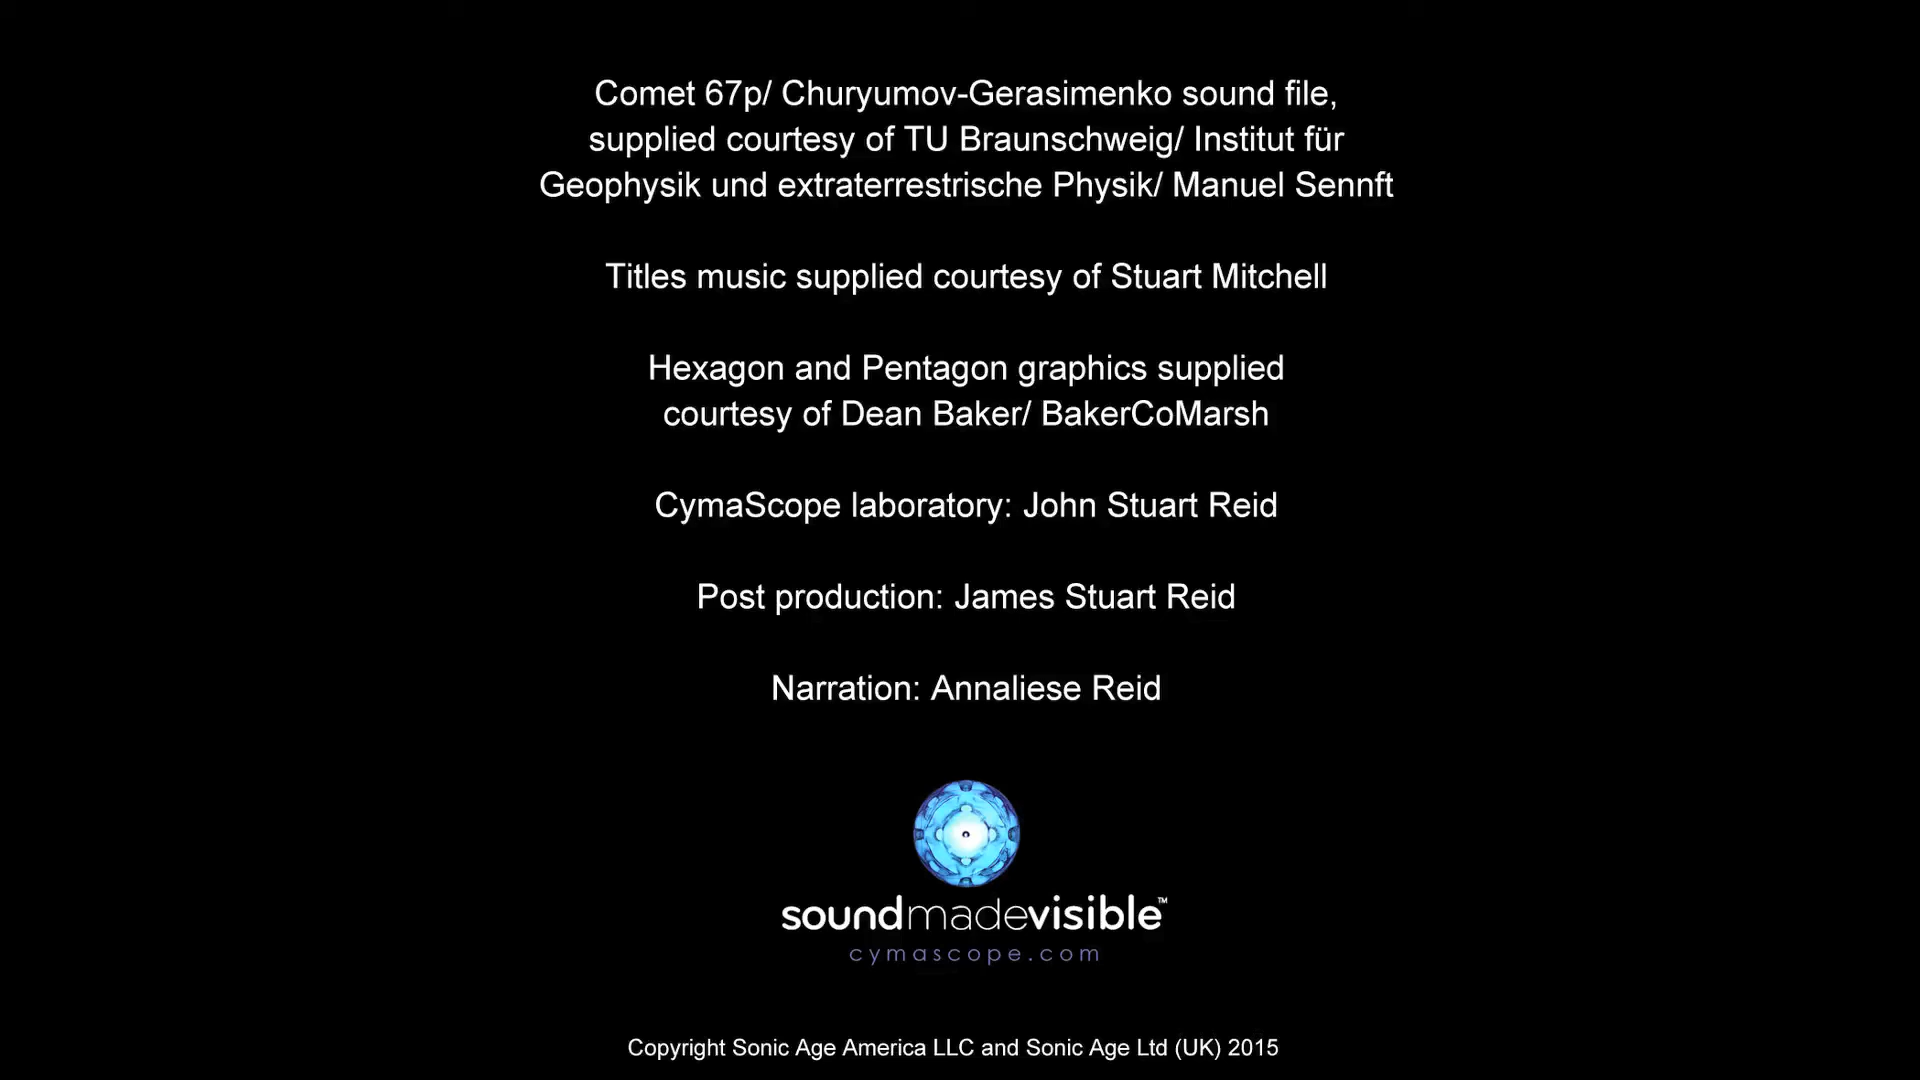 Comet 67p/ Churyumov-Gerasimenko sound file,
supplied courtesy of TU Braunschweig/ Institut für
Geophysik und extraterrestrische Physik/ Manuel Sennft
Titles music supplied courtesy of Stuart Mitchell
Hexagon and Pentagon graphics supplied
courtesy of Dean Baker/ BakerCoMarsh
CymaScope laboratory: John Stuart Reid
Post production: James Stuart Reid
Narration: Annaliese Reid
soundmadevisible™
cymascope.com
Copyright Sonic Age America LLC and Sonic Age Ltd (UK) 2015